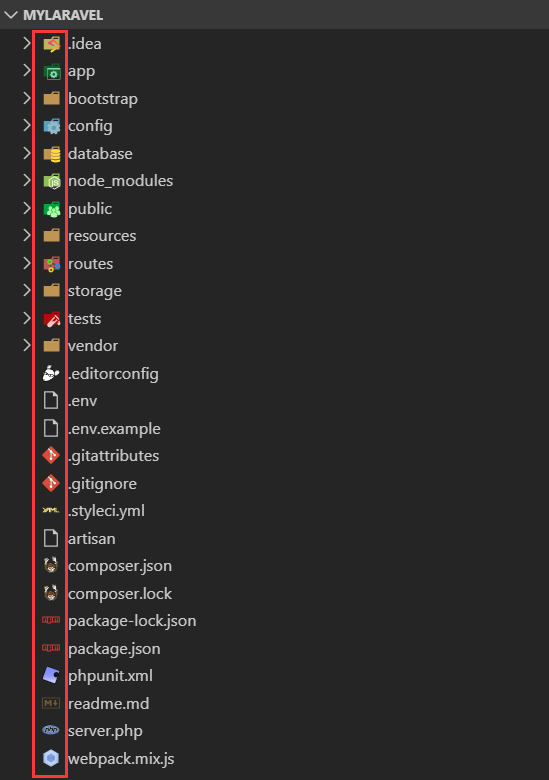 MYLARAVEL
.idea
app
bootstrap
config
database
node_modules
public
resources
routes
storage
tests
vendor
.editorconfig
.env
.env.example
.gitattributes
.gitignore
.styleci.yml
artisan
composer.json
composer.lock
package-lock.json
package.json
phpunit.xml
readme.md
server.php
webpack.mix.js